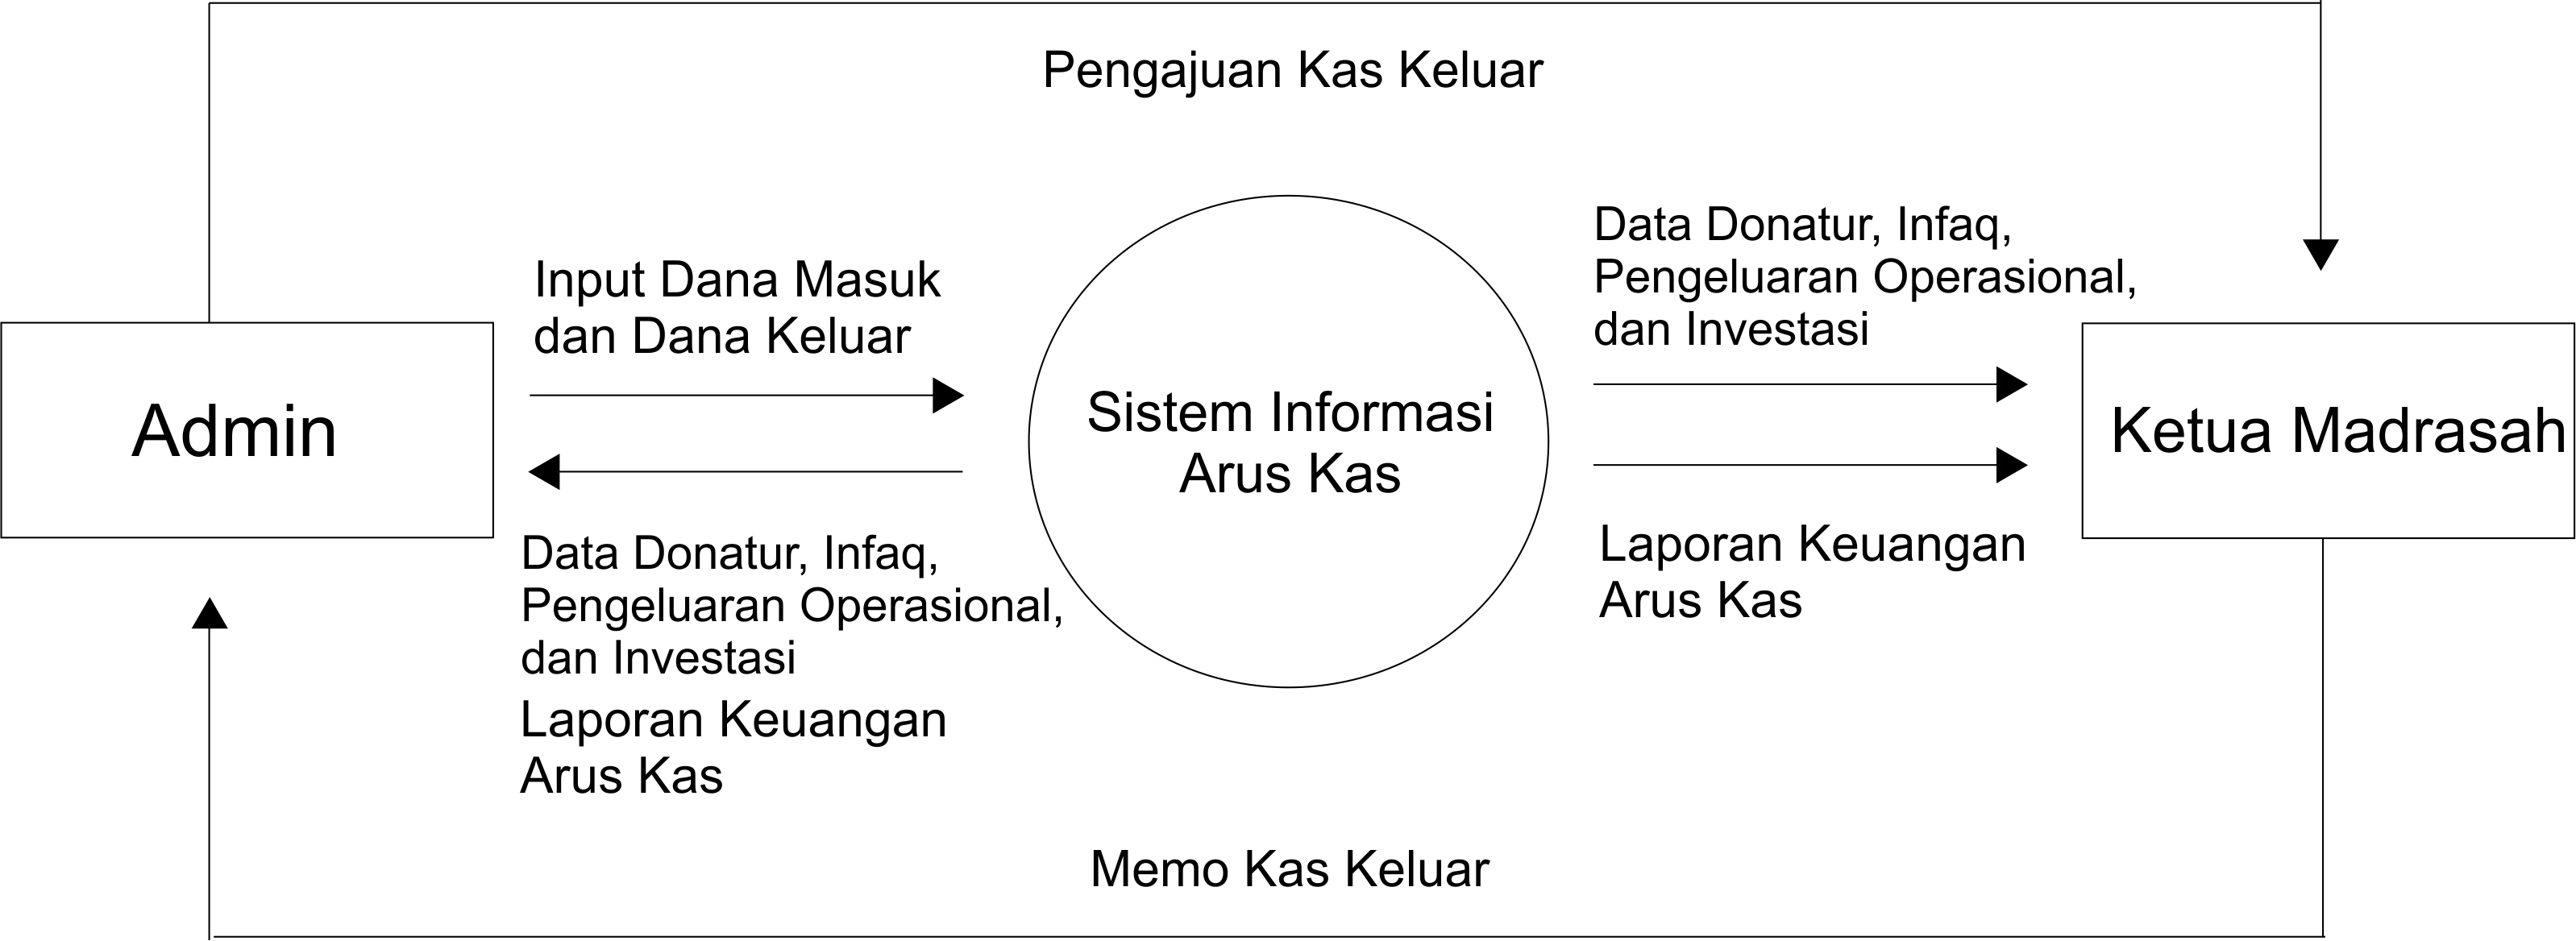 Pengajuan Kas Keluar
Input Dana Masuk
dan Dana Keluar
Data Donatur, Infaq,
Pengeluaran Operasional,
dan Investasi
Admin
Sistem Informasi
Arus Kas
Ketua Madrasah
Data Donatur, Infaq,
Pengeluaran Operasional,
dan Investasi
Laporan Keuangan
Arus Kas
Laporan Keuangan
Arus Kas
Memo Kas Keluar